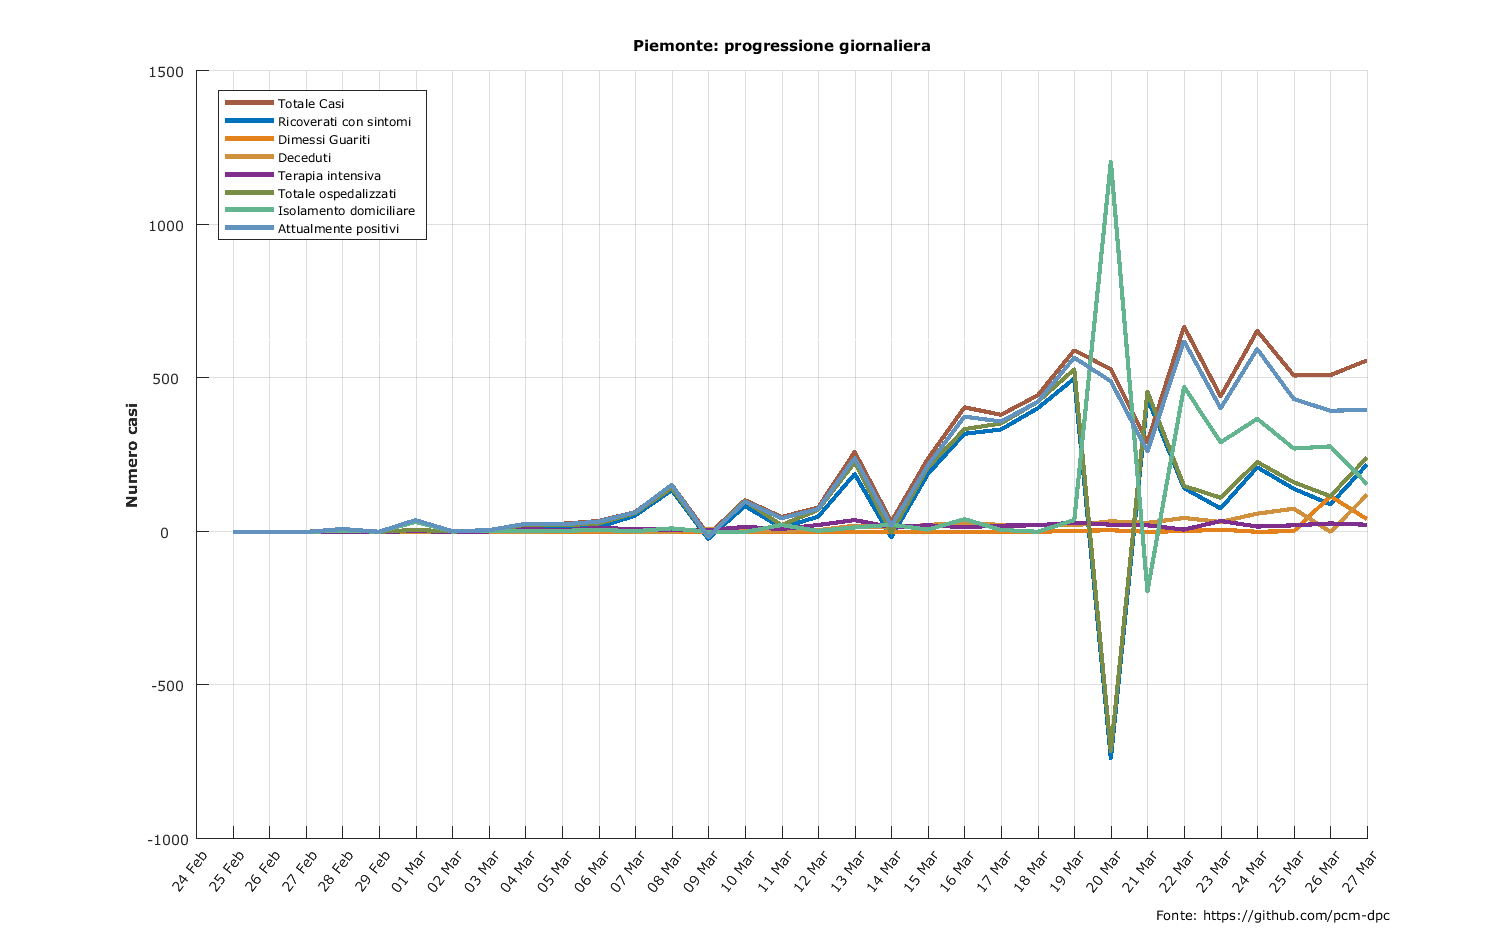 Piemonte: progressione giornaliera
1500
1000
500
0
-500
-1000
Numero casi
Totale Casi
Ricoverati con sintomi
Dimessi Guariti
Deceduti
Terapia intensiva
Totale ospedalizzati
Isolamento domiciliare
Attualmente positivi
24 Feb
25 Feb
26 Feb
27 Feb
28 Feb
29 Feb
01 Mar
02 Mar
03 Mar
04 Mar
05 Mar
06 Mar
07 Mar
08 Mar
09 Mar
10 Mar
11 Mar
12 Mar
13 Mar
14 Mar
15 Mar
16 Mar
17 Mar
18 Mar
19 Mar
20 Mar
21 Mar
22 Mar
23 Mar
24 Mar
25 Mar
26 Mar
27 Mar
Fonte: https://github.com/pcm-dpc